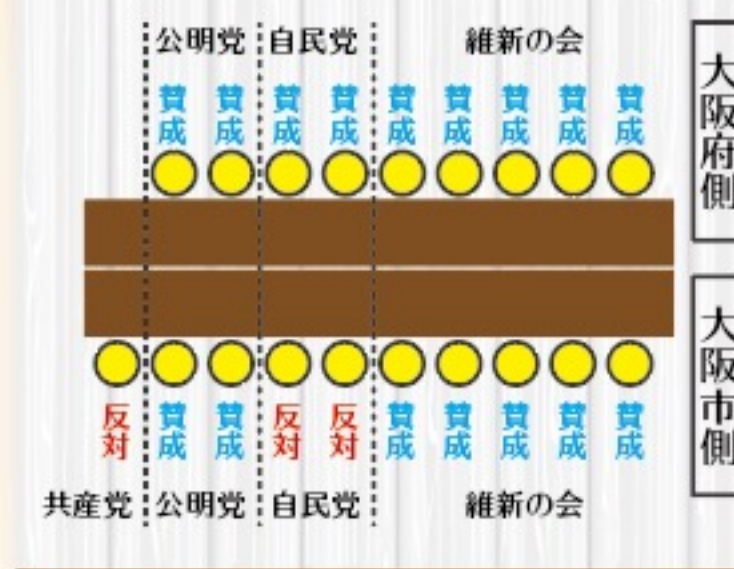 公明党 自民党 維新の会
賛成 賛成 賛成 賛成 賛成 賛成 賛成 賛成 賛成
大阪府側
大阪市側
反対 賛成 賛成 反対 反対 賛成 賛成 賛成 賛成 賛成
共産党 公明党 自民党 維新の会